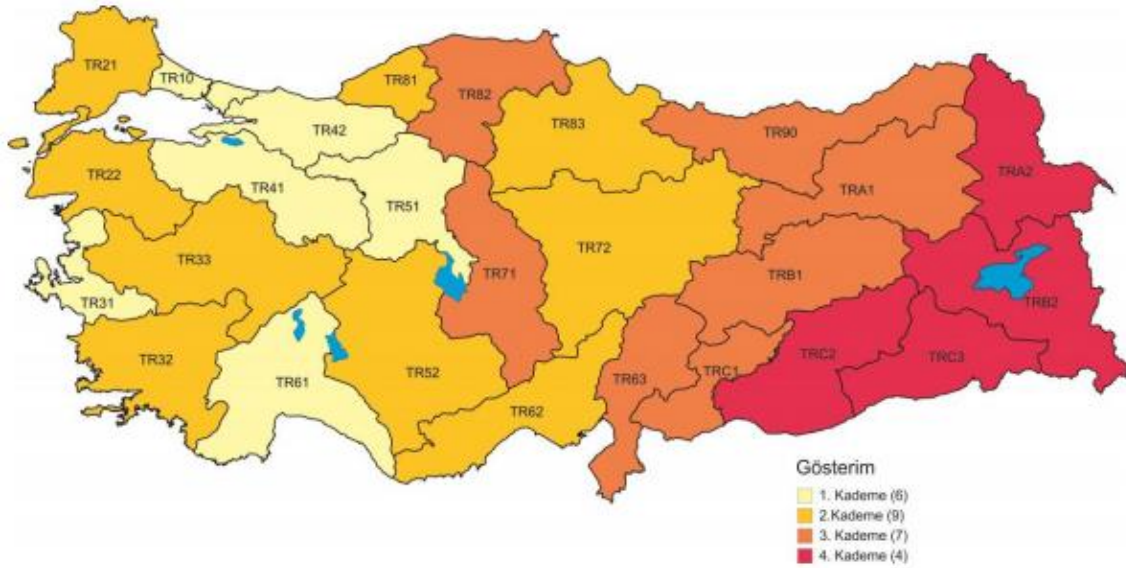 TR21
TR10
TR81
TR82
TR42
TR83
TR90
TR22
TR41
TR51
TRA1
TRA2
TR33
TR72
TR71
TRB1
TR31
TRB2
TR32
TR61
TR52
TRC2
TRC3
TR63
TRC1
TR62
Gösterim
1. Kademe (6)
2.Kademe (9)
3. Kademe (7)
4. Kademe (4)